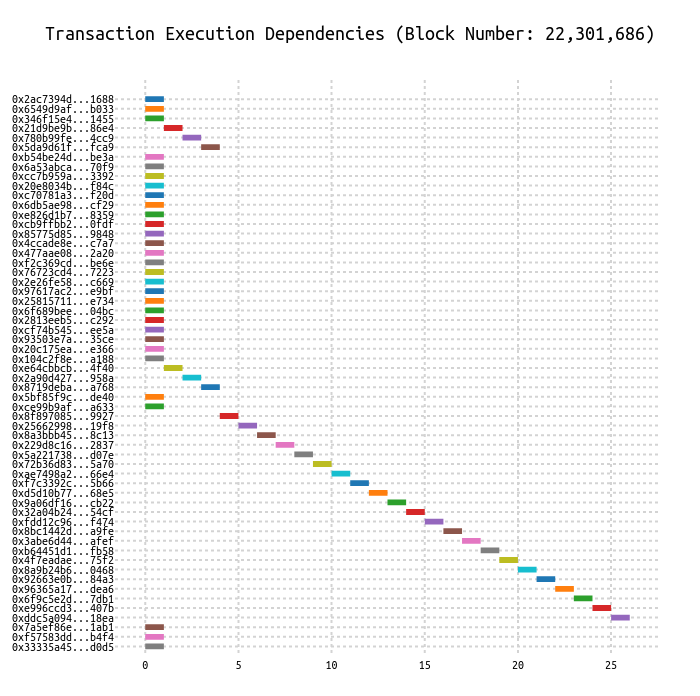 Transaction Execution Dependencies (Block Number: 22,301,686)
0x2ac7394d...1688
0x6549d9af...b033
0x346f15e4...1455
0x21d9be9b...86e4
0x780b99fe...4cc9
0x5da9d61f...fca9
0xb54be24d...be3a
0x6a53abca...70f9
0xcc7b959a...3392
0x20e8034b...f84c
0xc70781a3...f20d
0x6db5ae98...cf29
0xe826d1b7...8359
0xcb9ffbb2...0fdf
0x85775d85...9848
0x4ccade8e...c7a7
0x477aae08...2a20
0xf2c369cd...be6e
0x76723cd4...7223
0x2e26fe58...c669
0x97617ac2...e9bf
0x25815711...e734
0x6f689bee...04bc
0x2813eeb5...c292
0xcf74b545...ee5a
0x93503e7a...35ce
0x20c175ea...e366
0x104c2f8e...a188
0xe64cbbcb...4f40
0x2a90d427...958a
0x8719deba...a768
0x5bf85f9c...de40
0xce99b9af...a633
0x8f897085...9927
0x25662998...19f8
0x8a3bbb45...8c13
0x229d8c16...2837
0x5a221738...d07e
0x72b36d83...5a70
0xae7498a2...66e4
0xf7c3392c...5b66
0xd5d10b77...68e5
0x9a06df16...cb22
0x32a04b24...54cf
0xfdd12c96...f474
0x8bc1442d...a9fe
0x3abe6d44...afef
0xb64451d1...fb58
0x4f7eadae...75f2
0x8a9b24b6...0468
0x92663e0b...84a3
0x96365a17...dea6
0x6f9c5e2d...7db1
0xe996ccd3...407b
0xddc5a094...18ea
0x7a5ef86e...1ab1
0xf57583dd...b4f4
0x33335a45...d0d5
0 5 10 15 20 25